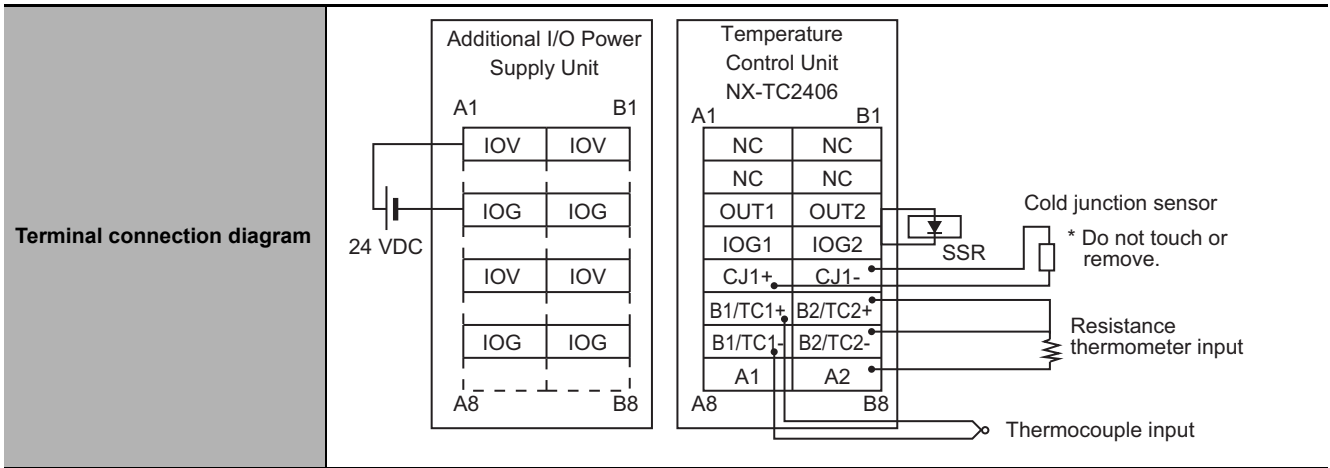 Terminal connection diagram
Additional I/O Power
Supply Unit
A1 B1
IOV IOV
IOG IOG
IOV IOV
IOG IOG
A8 B8
24 VDC
Temperature
Control Unit
NX-TC2406
A1 B1
NC NC
NC NC
OUT1 OUT2
IOG1 IOG2
CJ1+ CJ1-
B1/TC1+ B2/TC2+
B1/TC1- B2/TC2-
A1 A2
A8 B8
SSR
Cold junction sensor
* Do not touch or
remove.
Resistance
thermometer input
Thermocouple input